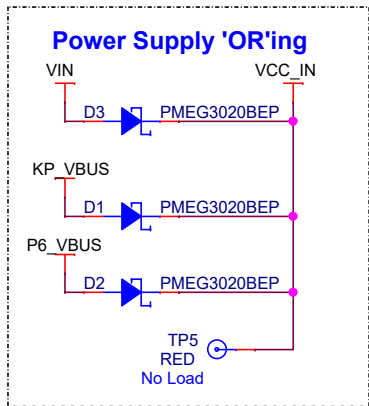 Power Supply 'OR'ing
VIN VCC_IN
D3 PMEG3020BEP
KP_VBUS
D1 PMEG3020BEP
P6_VBUS
D2 PMEG3020BEP
TP5
RED
No Load